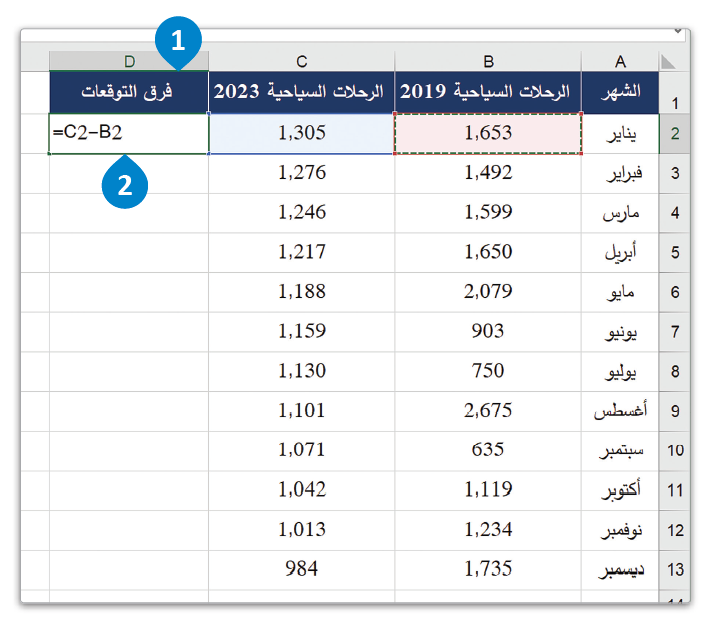 1
A B C D
1 الشهر الرحلات السياحية 2019 الرحلات السياحية 2023 فرق التوقعات
2 يناير 1,653 1,305 =C2−B2
2
3 فبراير 1,492 1,276
4 مارس 1,599 1,246
5 أبريل 1,650 1,217
6 مايو 2,079 1,188
7 يونيو 903 1,159
8 يوليو 750 1,130
9 أغسطس 2,675 1,101
10 سبتمبر 635 1,071
11 أكتوبر 1,119 1,042
12 نوفمبر 1,234 1,013
13 ديسمبر 1,735 984